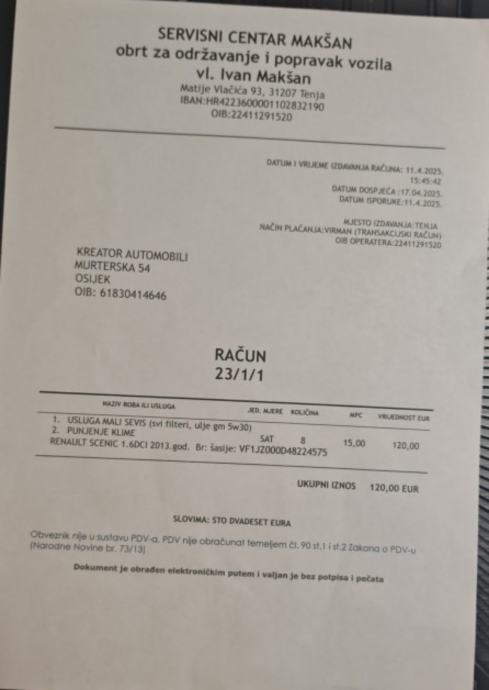 SERVISNI CENTAR MAKŠAN
obrt za održavanje i popravak vozila
vl. Ivan Makšan
Matije Vlačića 93, 31207 Tenja
IBAN:HR4223600001102832190
OIB:22411291520
DATUM I VRIJEME IZDAVANJA RAČUNA: 11.4.2025.
15:45:42
DATUM DOSPJEĆA :17.04.2025.
DATUM ISPORUKE:11.4.2025.
MJESTO IZDAVANJA:TENJA
NAČIN PLAĆANJA:VIRMAN (TRANSAKCIJSKI RAČUN)
OIB OPERATERA:22411291520
KREATOR AUTOMOBILI
MURTERSKA 54
OSIJEK
OIB: 61830414646
RAČUN
23/1/1
NAZIV ROBA ILI USLUGA JED. MJERE KOLIČINA MPC VRIJEDNOST EUR
1. USLUGA MALI SEVIS (svi filteri, ulje gm 5w30)
2. PUNJENJE KLIME SAT 8 15,00 120,00
RENAULT SCENIC 1.6DCI 2013.god. Br: šasije: VF1JZ000D48224575
UKUPNI IZNOS 120,00 EUR
SLOVIMA: STO DVADESET EURA
Obveznik nije u sustavu PDV-a. PDV nije obračunat temeljem čl. 90 st.1 i st.2 Zakona o PDV-u
(Narodne Novine br. 73/13)
Dokument je obrađen elektroničkim putem i valjan je bez potpisa i pečata